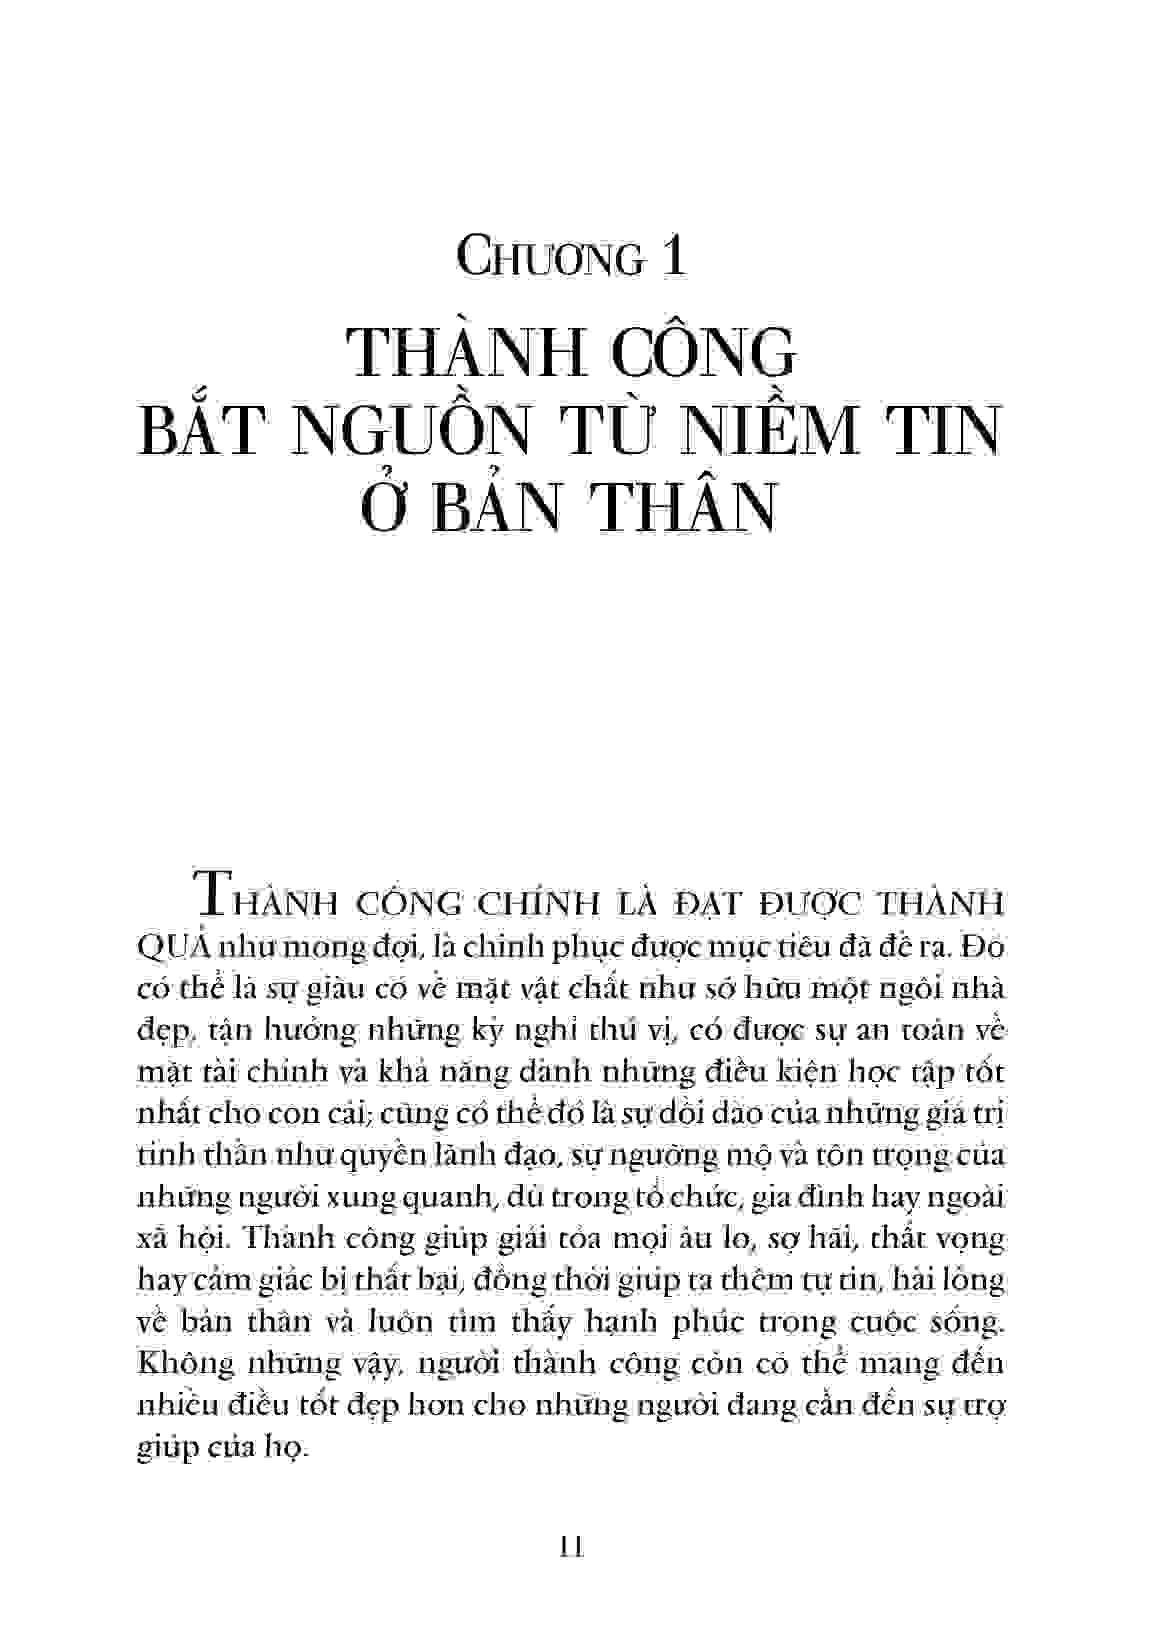 CHƯƠNG 1
THÀNH CÔNG
BẮT NGUỒN TỪ NIỀM TIN
Ở BẢN THÂN
THÀNH CÔNG CHÍNH LÀ ĐẠT ĐƯỢC THÀNH
QUẢ như mong đợi, là chinh phục được mục tiêu đã đề ra. Đó
có thể là sự giàu có về mặt vật chất như sở hữu một ngôi nhà
đẹp, tận hưởng những kỳ nghỉ thú vị, có được sự an toàn về
mặt tài chính và khả năng dành những điều kiện học tập tốt
nhất cho con cái; cũng có thể đó là sự dồi dào của những giá trị
tinh thần như quyền lãnh đạo, sự ngưỡng mộ và tôn trọng của
những người xung quanh, dù trong tổ chức, gia đình hay ngoài
xã hội. Thành công giúp giải tỏa mọi âu lo, sợ hãi, thất vọng
hay cảm giác bị thất bại, đồng thời giúp ta thêm tự tin, hài lòng
về bản thân và luôn tìm thấy hạnh phúc trong cuộc sống.
Không những vậy, người thành công còn có thể mang đến
nhiều điều tốt đẹp hơn cho những người đang cần đến sự trợ
giúp của họ.
11